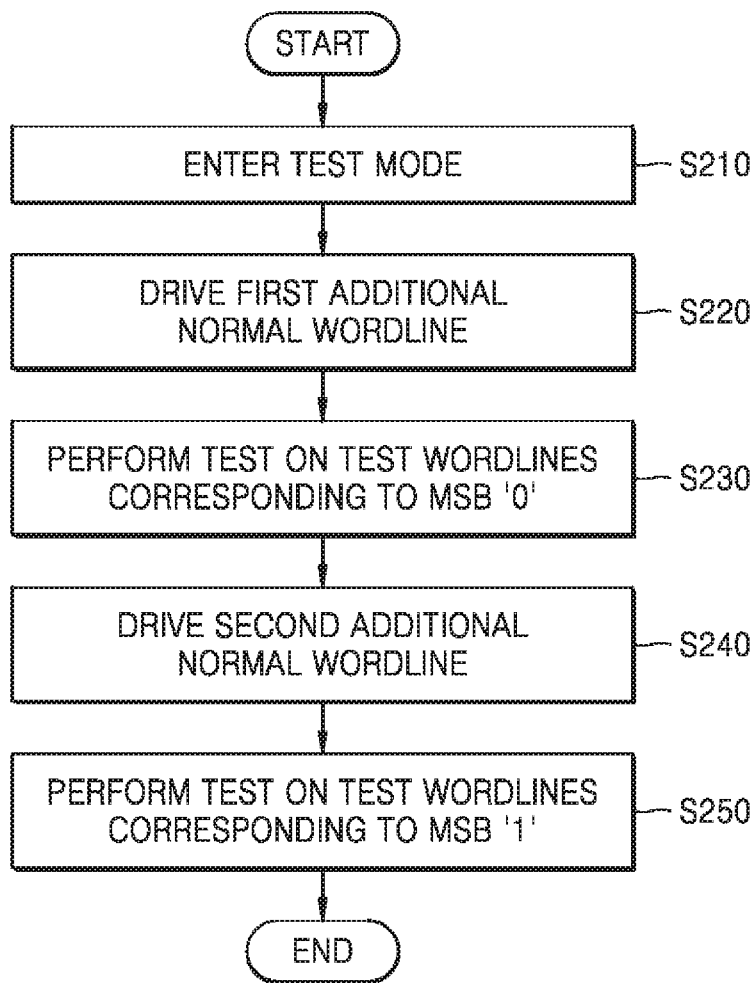 START
ENTER TEST MODE
S210
DRIVE FIRST ADDITIONAL
NORMAL WORDLINE
S220
PERFORM TEST ON TEST WORDLINES
CORRESPONDING TO MSB '0'
S230
DRIVE SECOND ADDITIONAL
NORMAL WORDLINE
S240
PERFORM TEST ON TEST WORDLINES
CORRESPONDING TO MSB '1'
S250
END